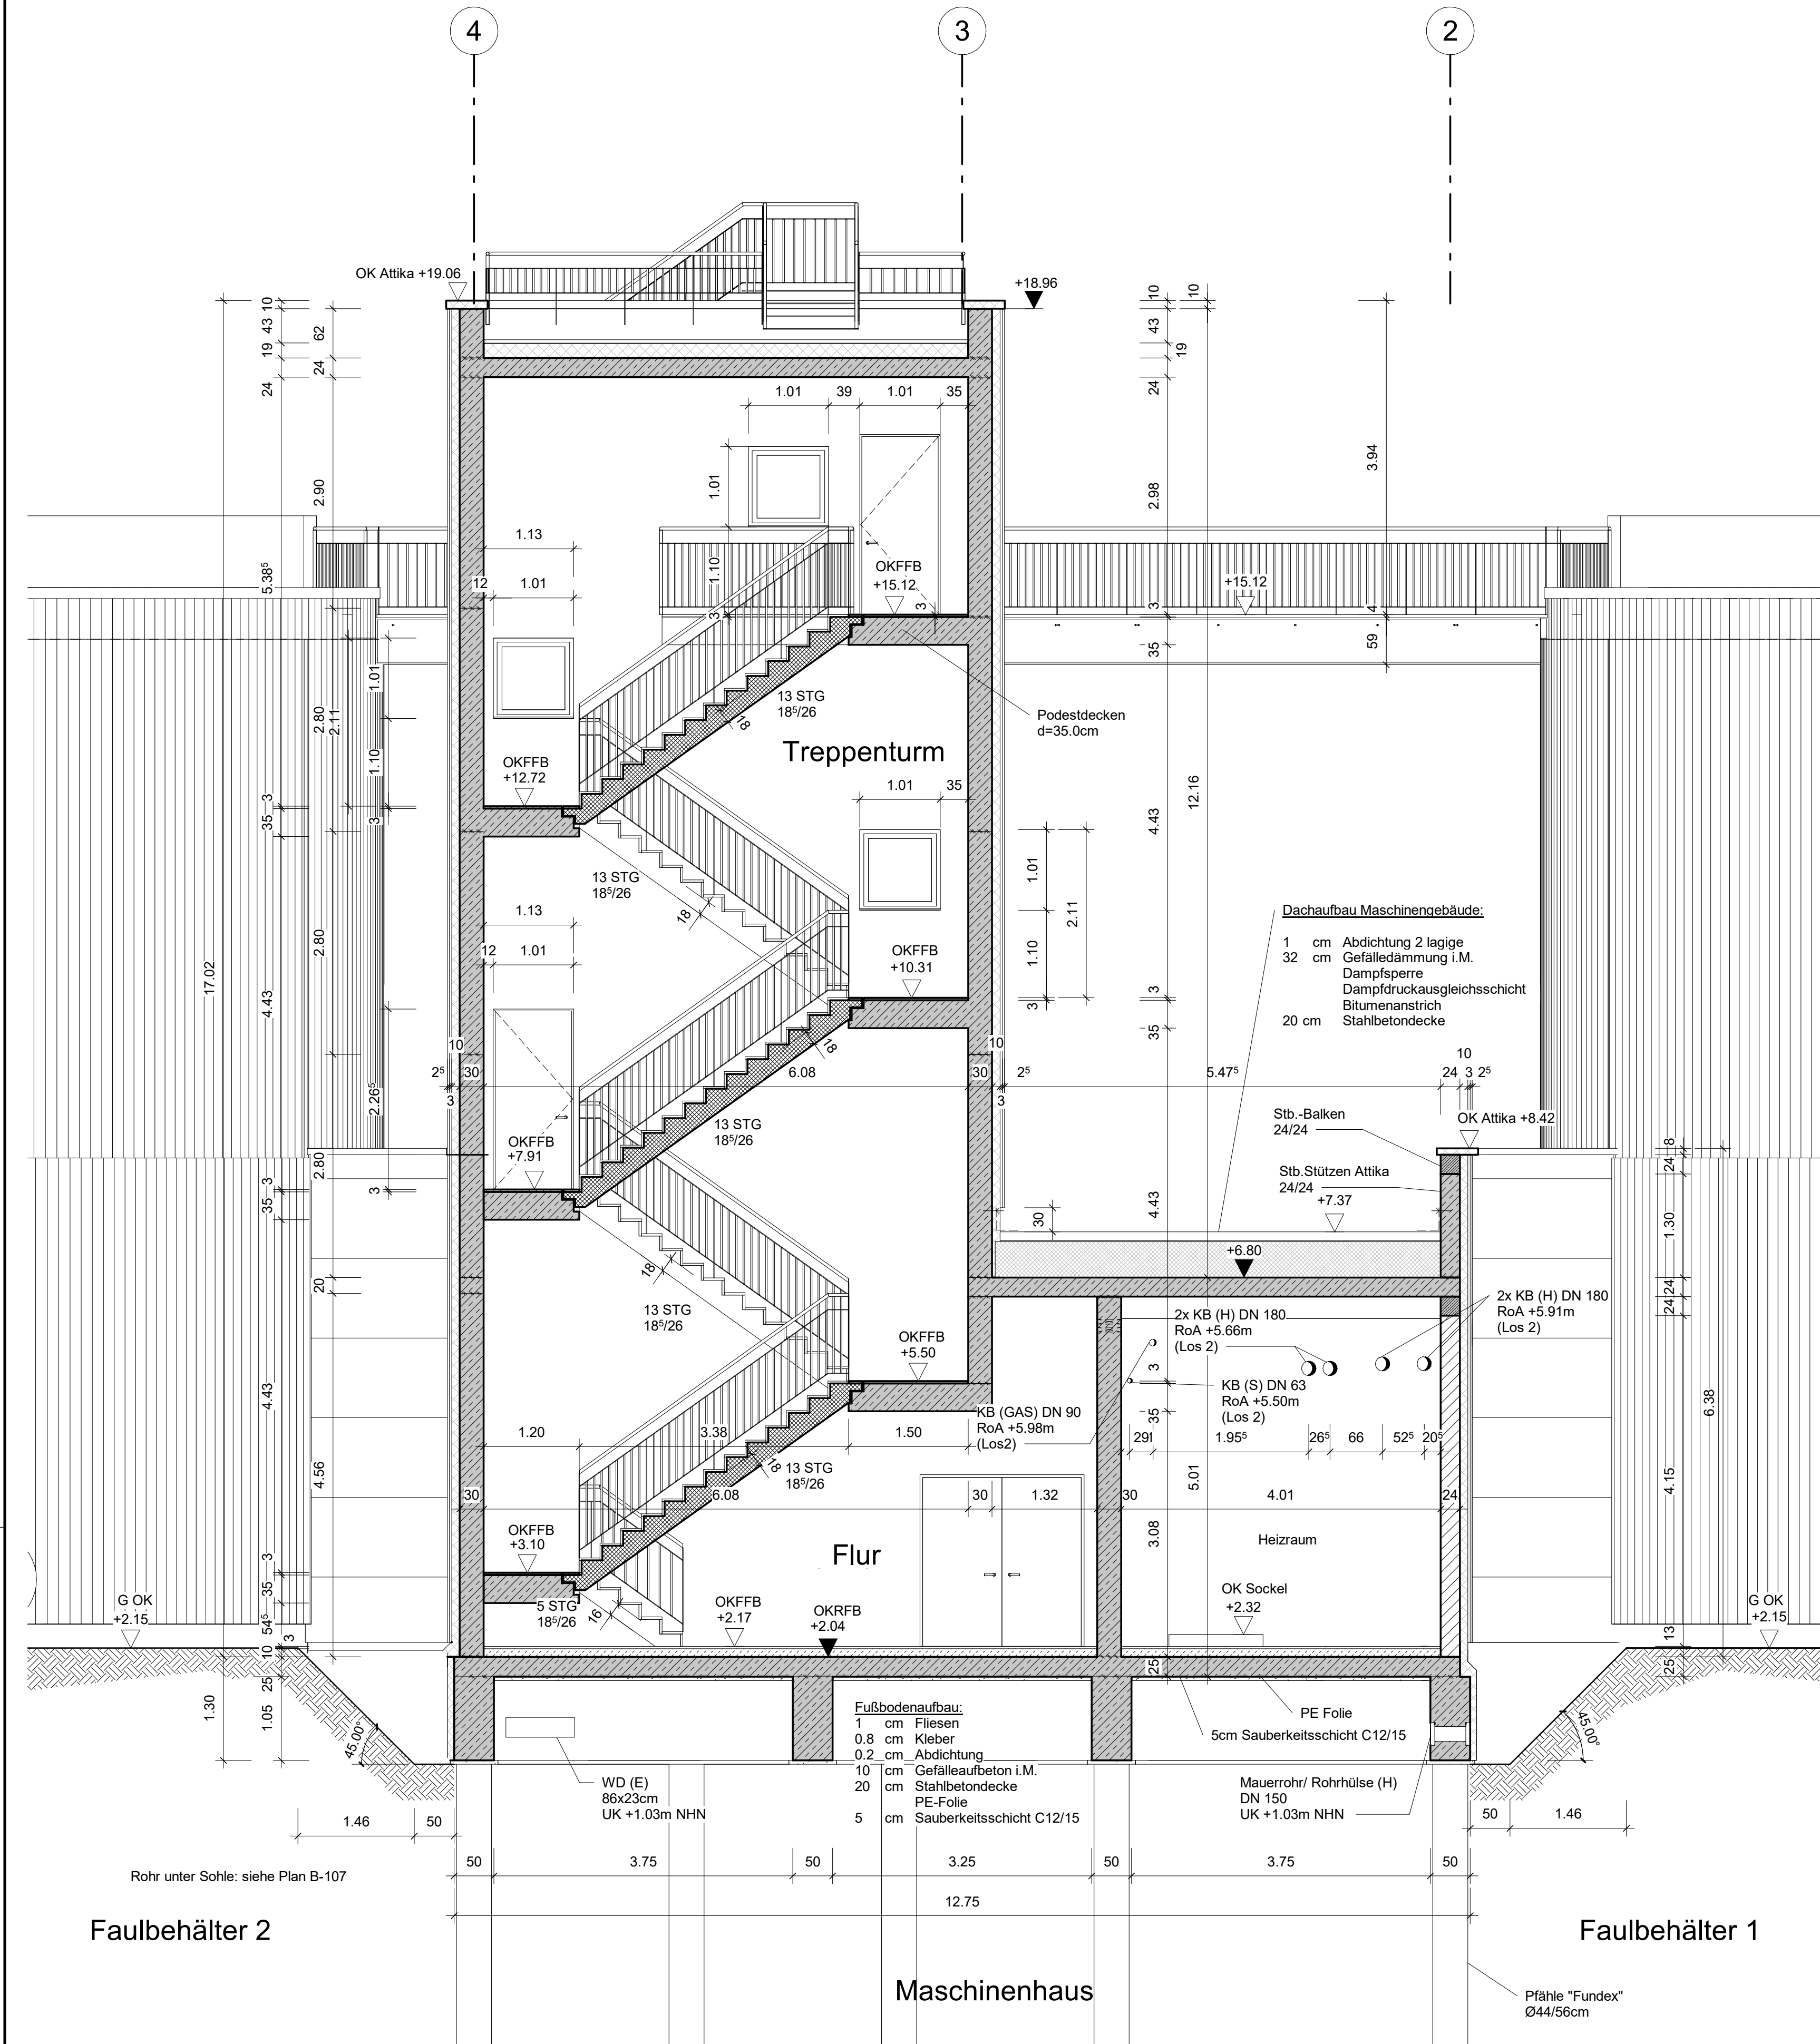 4
3
2
OK Attika +19.06
+18.96
10
43
19
24
62
24
10
43
24
10
19
1.01
39
1.01
35
2.90
1.01
2.98
3.94
1.13
5.38⁵
12
1.01
1.10
3
OKFFB
+15.12
3
+15.12
3
4
35
59
1.01
2.80
2.11
1.10
3
35
3
13 STG
18⁵/26
18
Podestdecken
d=35.0cm
Treppenturm
OKFFB
+12.72
1.01
35
12.16
4.43
13 STG
18⁵/26
18
1.01
2.11
1.10
3
3
35
1.13
12
1.01
2.80
17.02
4.43
OKFFB
+10.31
Dachaufbau Maschinengebäude:
1 cm Abdichtung 2 lagige
32 cm Gefälledämmung i.M.
Dampfsperre
Dampfdruckausgleichsschicht
Bitumenanstrich
20 cm Stahlbetondecke
10
2⁵
30
3
18
6.08
10
30
2⁵
3
5.47⁵
10
24
3
2⁵
2.26⁵
13 STG
18⁵/26
Stb.-Balken
24/24
OK Attika +8.42
OKFFB
+7.91
2.80
3
35
3
8
24
Stb.Stützen Attika
24/24
+7.37
4.43
30
1.30
18
+6.80
20
24
24
13 STG
18⁵/26
2x KB (H) DN 180
RoA +5.66m
(Los 2)
2x KB (H) DN 180
RoA +5.91m
(Los 2)
OKFFB
+5.50
3
KB (S) DN 63
RoA +5.50m
(Los 2)
35
KB (GAS) DN 90
RoA +5.98m
(Los2)
4.43
6.38
1.20
3.38
1.50
291
1.95⁵
26⁵
66
52⁵
20⁵
4.56
18
13 STG
18⁵/26
5.01
4.15
30
6.08
30
1.32
30
4.01
24
3.08
OKFFB
+3.10
Flur
Heizraum
3
35
54⁵
3
10
25
5 STG
18⁵/26
16
OKFFB
+2.17
OKRFB
+2.04
OK Sockel
+2.32
G OK
+2.15
G OK
+2.15
13
25
25
1.30
1.05
45.00°
45.00°
Fußbodenaufbau:
1 cm Fliesen
0.8 cm Kleber
0.2 cm Abdichtung
10 cm Gefälleaufbeton i.M.
20 cm Stahlbetondecke
PE-Folie
5 cm Sauberkeitsschicht C12/15
PE Folie
5cm Sauberkeitsschicht C12/15
WD (E)
86x23cm
UK +1.03m NHN
Mauerrohr/ Rohrhülse (H)
DN 150
UK +1.03m NHN
1.46
50
50
1.46
50
3.75
50
3.25
50
3.75
50
Rohr unter Sohle: siehe Plan B-107
12.75
Faulbehälter 2
Faulbehälter 1
Maschinenhaus
Pfähle "Fundex"
Ø44/56cm